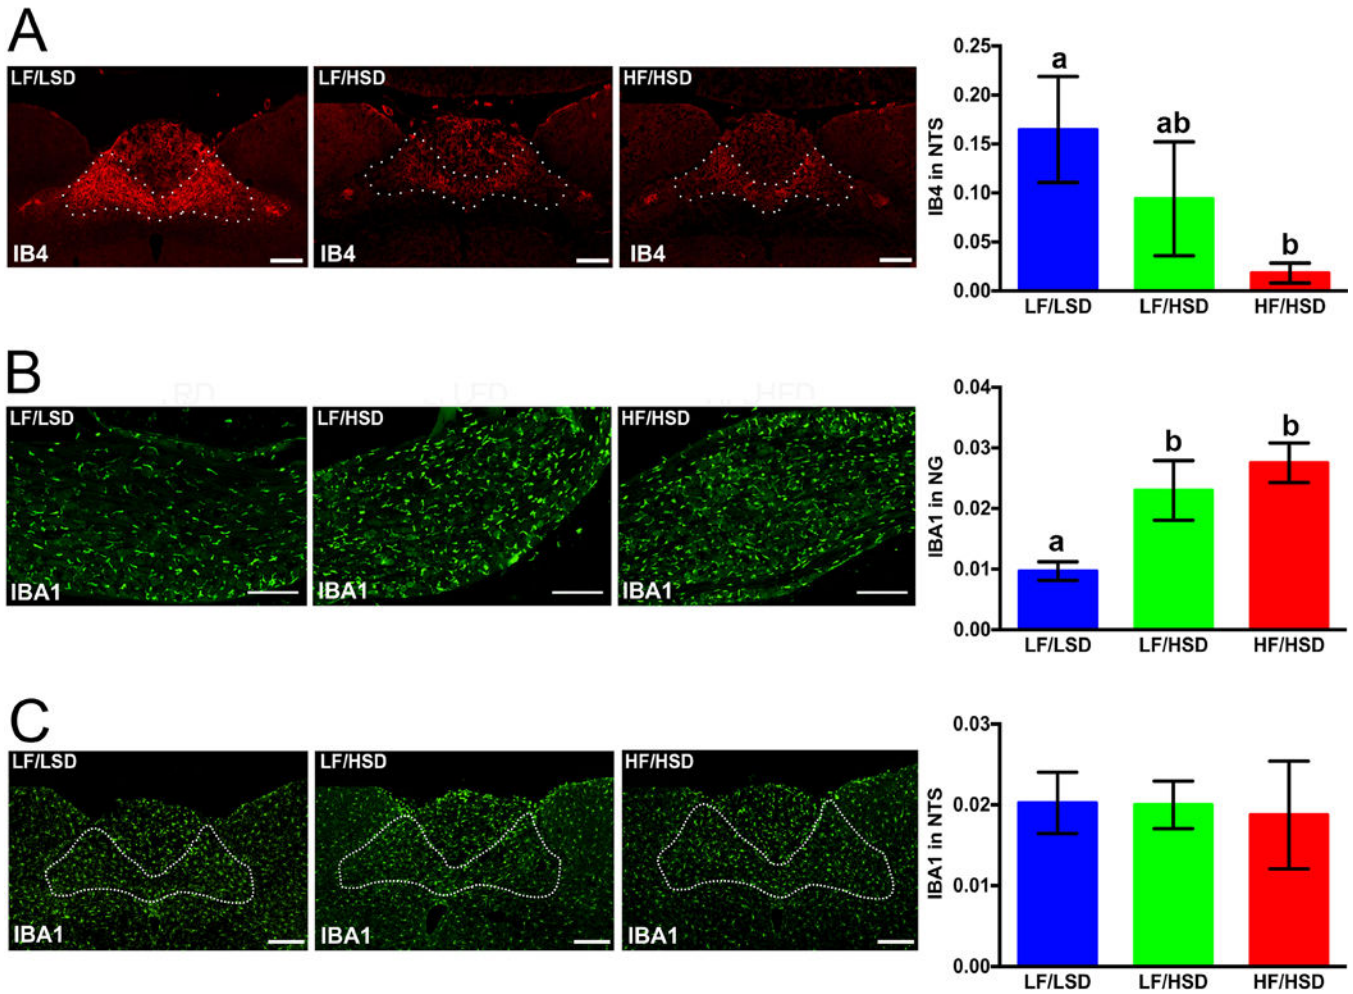 A
LF/LSD
LF/HSD
HF/HSD
IB4
IB4
IB4
IB4 in NTS
0.25
0.20
0.15
0.10
0.05
0.00
a
ab
b
LF/LSD
LF/HSD
HF/HSD
B
LF/LSD
LF/HSD
HF/HSD
IBA1
IBA1
IBA1
IBA1 in NG
0.04
0.03
0.02
0.01
0.00
a
b
b
LF/LSD
LF/HSD
HF/HSD
C
LF/LSD
LF/HSD
HF/HSD
IBA1
IBA1
IBA1
IBA1 in NTS
0.03
0.02
0.01
0.00
LF/LSD
LF/HSD
HF/HSD